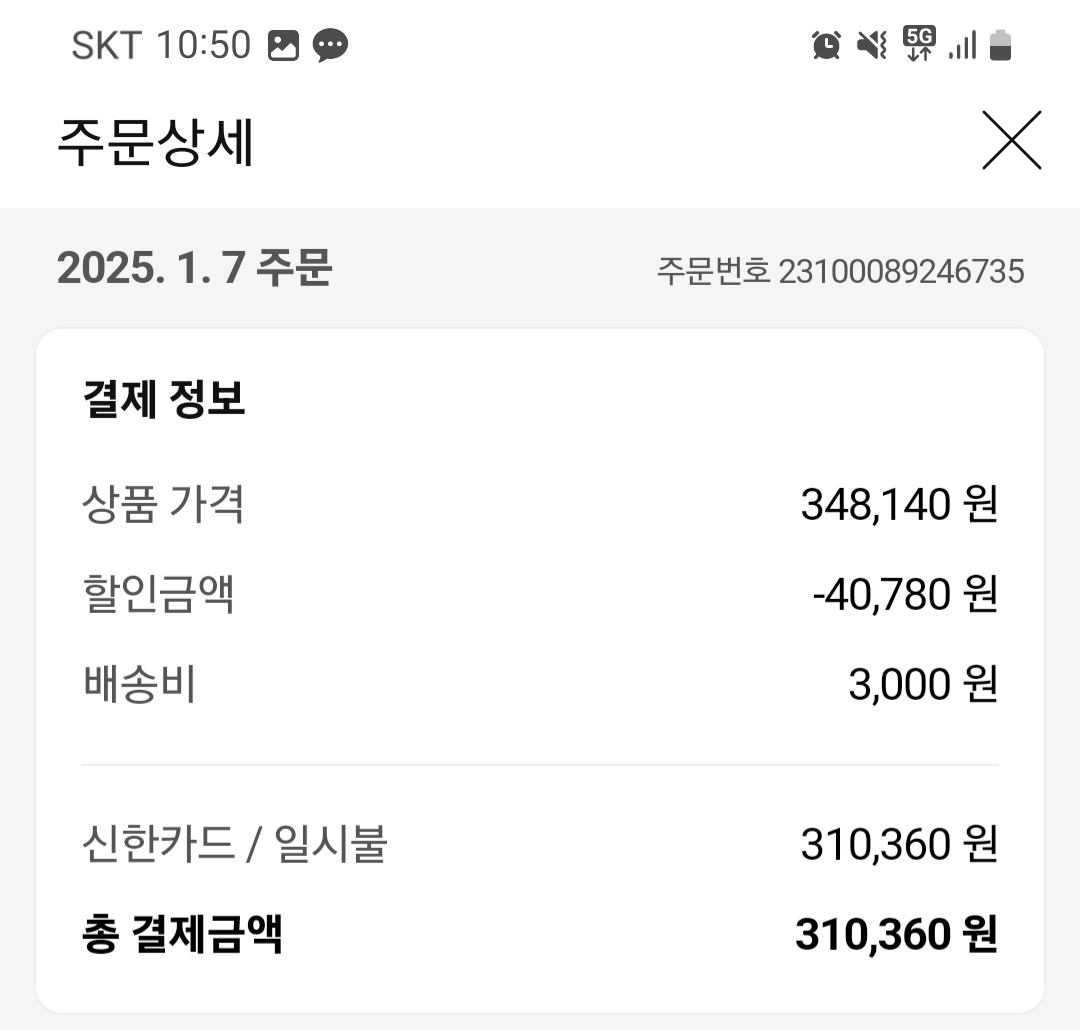 SKT 10:50
5G
주문상세
2025. 1. 7 주문
주문번호 23100089246735
결제 정보
상품 가격 348,140 원
할인금액 -40,780 원
배송비 3,000 원
신한카드 / 일시불 310,360 원
총 결제금액 310,360 원